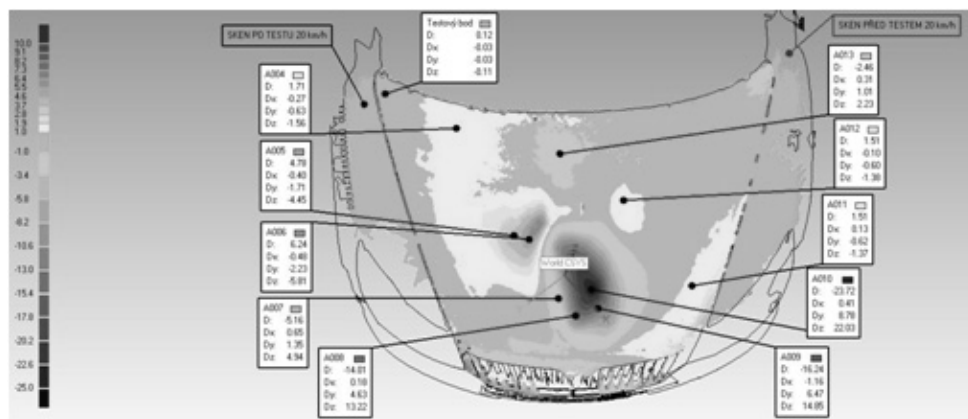 SKEN PO TESTU 20 km/h
Testový bod
D: 0.12
Dx: -0.03
Dy: -0.03
Dz: -0.11
SKEN PŘED TESTEM 20 km/h
A004
D: 1.71
Dx: -0.27
Dy: -0.63
Dz: -1.56
A005
D: 4.78
Dx: -0.40
Dy: -1.71
Dz: -4.45
A006
D: 6.24
Dx: -0.48
Dy: -2.23
Dz: -5.81
A007
D: -5.16
Dx: 0.65
Dy: 1.35
Dz: 4.94
A008
D: -14.01
Dx: 0.18
Dy: 4.63
Dz: 13.22
World CSYS
A013
D: -2.46
Dx: 0.31
Dy: 1.01
Dz: 2.23
A012
D: 1.51
Dx: -0.10
Dy: -0.60
Dz: -1.38
A011
D: 1.51
Dx: 0.13
Dy: -0.62
Dz: -1.37
A010
D: -23.72
Dx: 0.41
Dy: 8.78
Dz: 22.03
A009
D: -16.24
Dx: -1.16
Dy: 6.47
Dz: 14.85
10.0
9.1
8.2
7.3
6.4
5.5
4.6
3.7
2.8
1.9
1.0
-1.0
-3.4
-5.8
-8.2
-10.6
-13.0
-15.4
-17.8
-20.2
-22.6
-25.0